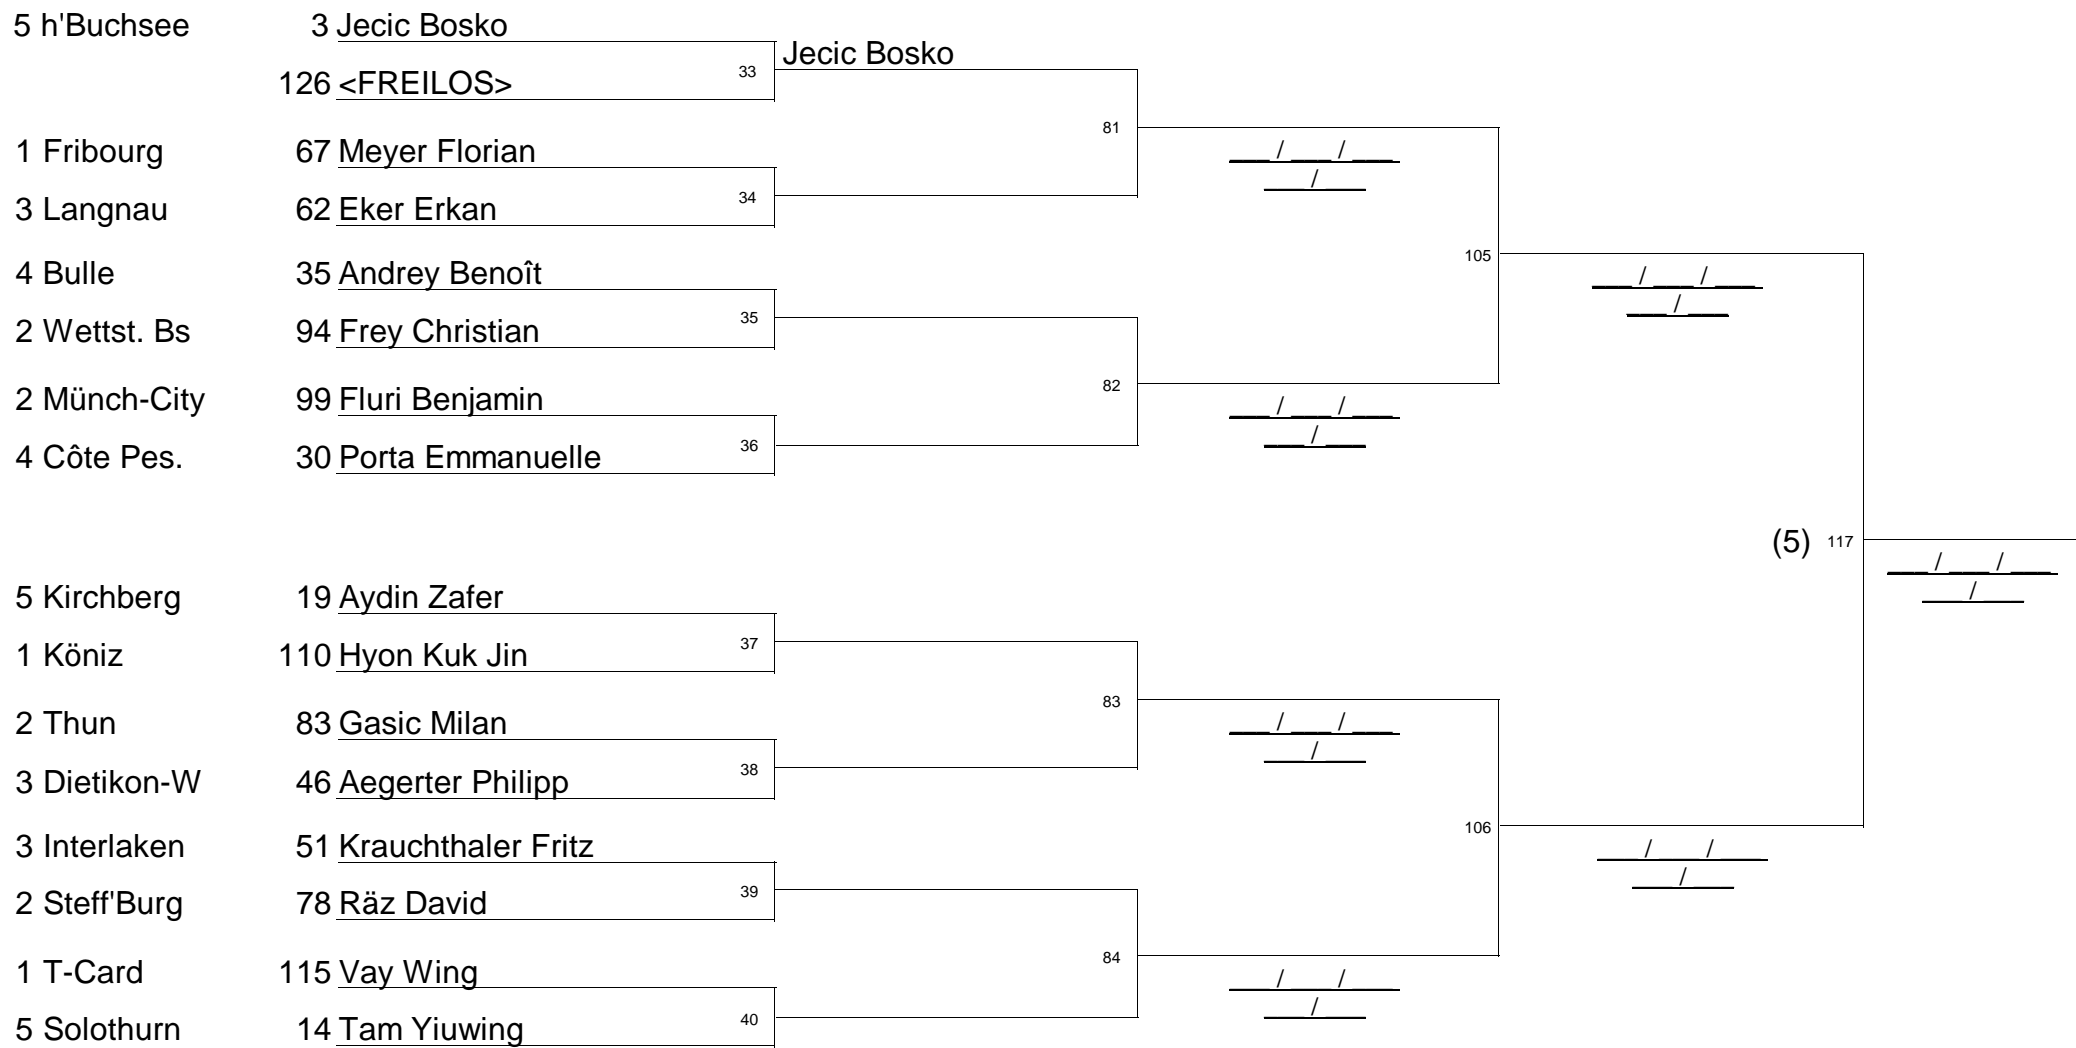 5 h'Buchsee 3 Jecic Bosko
Jecic Bosko
33
126 <FREILOS>
81
1 Fribourg 67 Meyer Florian
___ / ___ / ___
___ / ___
34
3 Langnau 62 Eker Erkan
105
4 Bulle 35 Andrey Benoît
___ / ___ / ___
___ / ___
35
2 Wettst. Bs 94 Frey Christian
82
2 Münch-City 99 Fluri Benjamin
___ / ___ / ___
___ / ___
36
4 Côte Pes. 30 Porta Emmanuelle
(5) 117
___ / ___ / ___
___ / ___
5 Kirchberg 19 Aydin Zafer
37
1 Köniz 110 Hyon Kuk Jin
83
2 Thun 83 Gasic Milan
___ / ___ / ___
___ / ___
38
3 Dietikon-W 46 Aegerter Philipp
106
3 Interlaken 51 Krauchthaler Fritz
___ / ___ / ___
___ / ___
39
2 Steff'Burg 78 Räz David
84
1 T-Card 115 Vay Wing
___ / ___ / ___
___ / ___
40
5 Solothurn 14 Tam Yiuwing